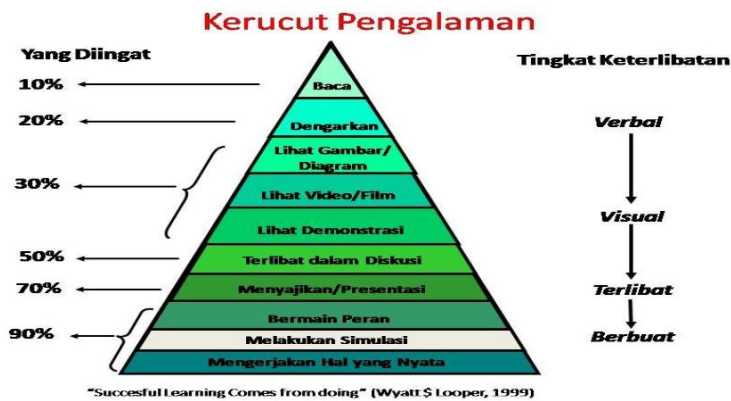 Kerucut Pengalaman
Yang Diingat
Tingkat Keterlibatan
10%
Baca
20%
Dengarkan
Verbal
Lihat Gambar/
Diagram
30%
Lihat Video/Film
Visual
Lihat Demonstrasi
50%
Terlibat dalam Diskusi
70%
Menyajikan/Presentasi
Terlibat
Bermain Peran
90%
Melakukan Simulasi
Berbuat
Mengerjakan Hal yang Nyata
"Succesful Learning Comes from doing" (Wyatt $ Looper, 1999)